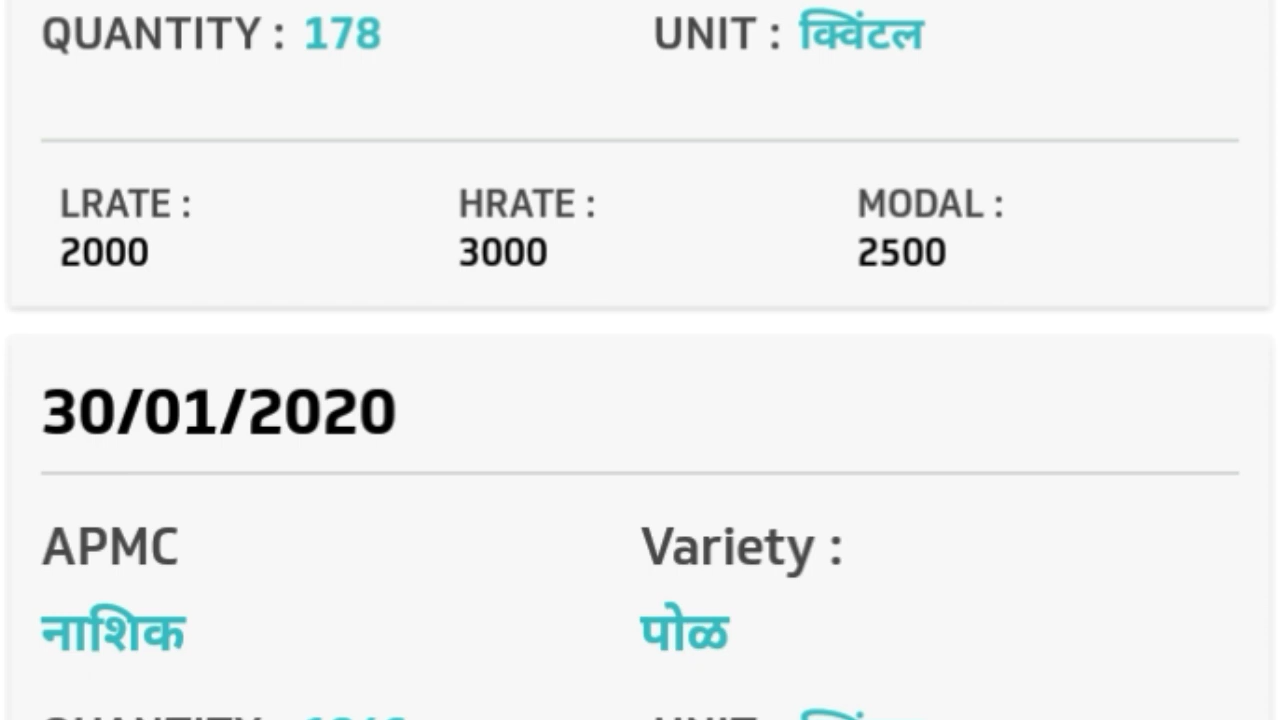 QUANTITY : 178 UNIT : क्विंटल
LRATE : HRATE : MODAL :
2000 3000 2500
30/01/2020
APMC Variety :
नाशिक पोळ